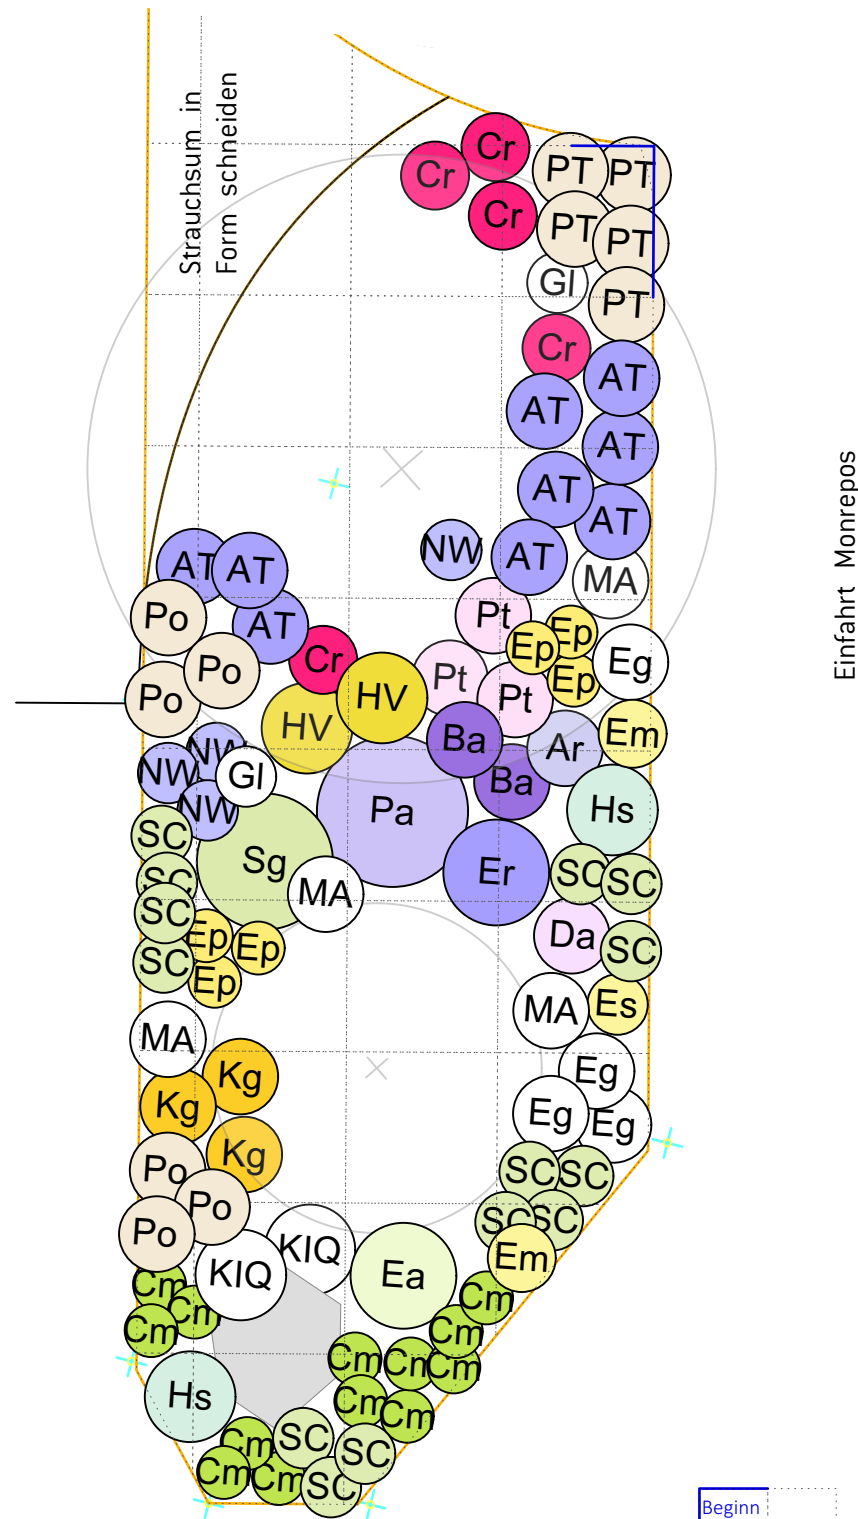 Strauchsum in
Form schneiden
Cr
Cr
PT
PT
Cr
PT
PT
Gl
PT
Cr
AT
AT
AT
AT
AT
Einfahrt Monrepos
NW
AT
AT
AT
MA
Po
AT
Pt
Ep
Ep
Cr
Po
Eg
Pt
Ep
Po
HV
Pt
HV
Em
Ba
Ar
NW
NW
Gl
Ba
NW
Pa
Hs
SC
Sg
Er
SC
SC
SC
MA
SC
Ep
Ep
Da
SC
SC
Ep
Es
MA
MA
Kg
Eg
Kg
Eg
Eg
Kg
Po
SC
SC
Po
SC
SC
Po
KIQ
Em
KIQ
Ea
Cm
Cm
Cm
Cm
Cm
Cm
Cm
Cm
Hs
Cm
Cm
SC
Cm
SC
Cm
Cm
SC
Beginn